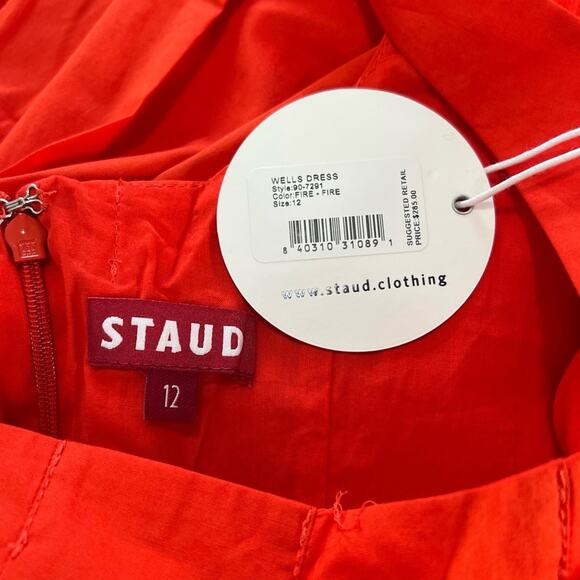 WELLS DRESS
Style:90-7291
Color:FIRE - FIRE
Size:12
8 40310 31089 1
SUGGESTED RETAIL
PRICE:$285.00
www.staud.clothing
STAUD
12